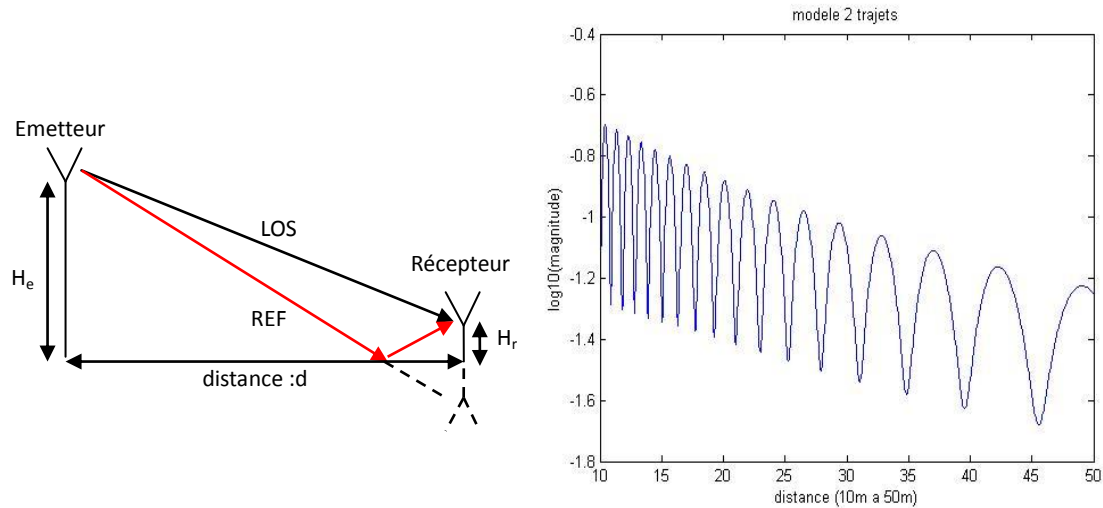 Emetteur
LOS
Récepteur
He
REF
Hr
distance :d
modele 2 trajets
-0.4
-0.6
-0.8
-1
-1.2
-1.4
-1.6
-1.8
log10(magnitude)
10 15 20 25 30 35 40 45 50
distance (10m a 50m)